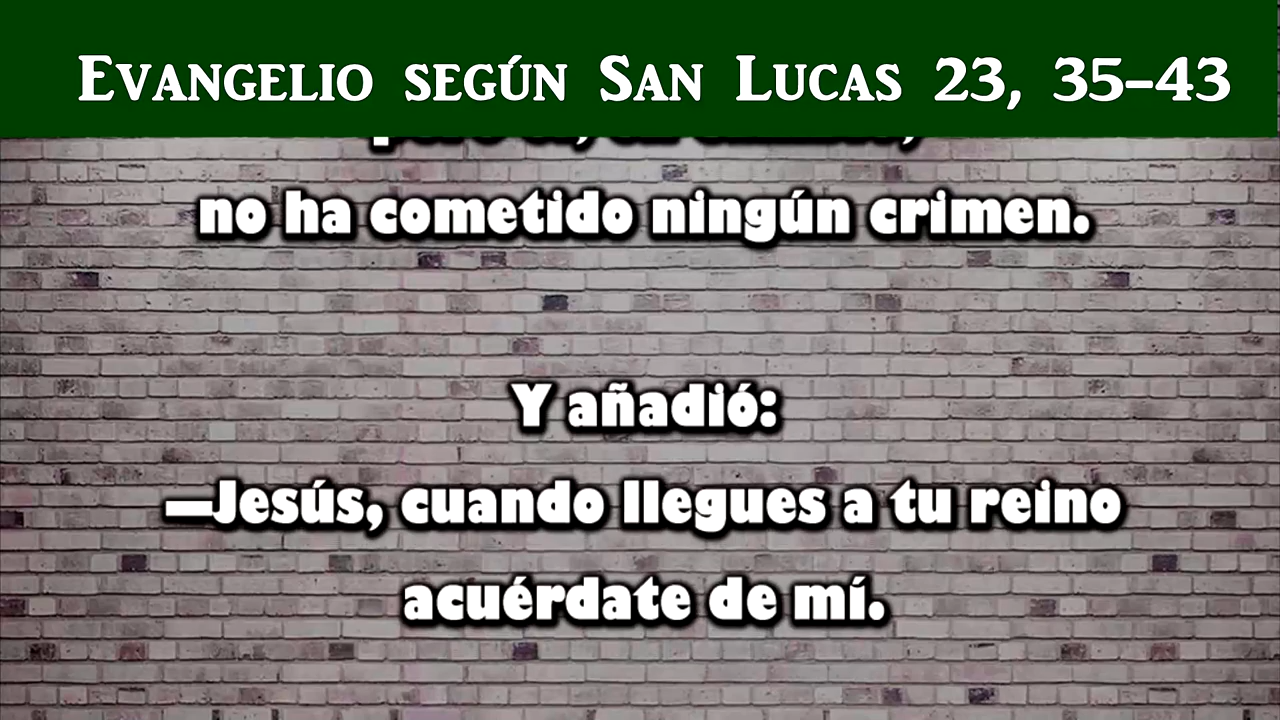 Evangelio según San Lucas 23, 35-43
no ha cometido ningún crimen.
Y añadió:
—Jesús, cuando llegues a tu reino
acuérdate de mí.